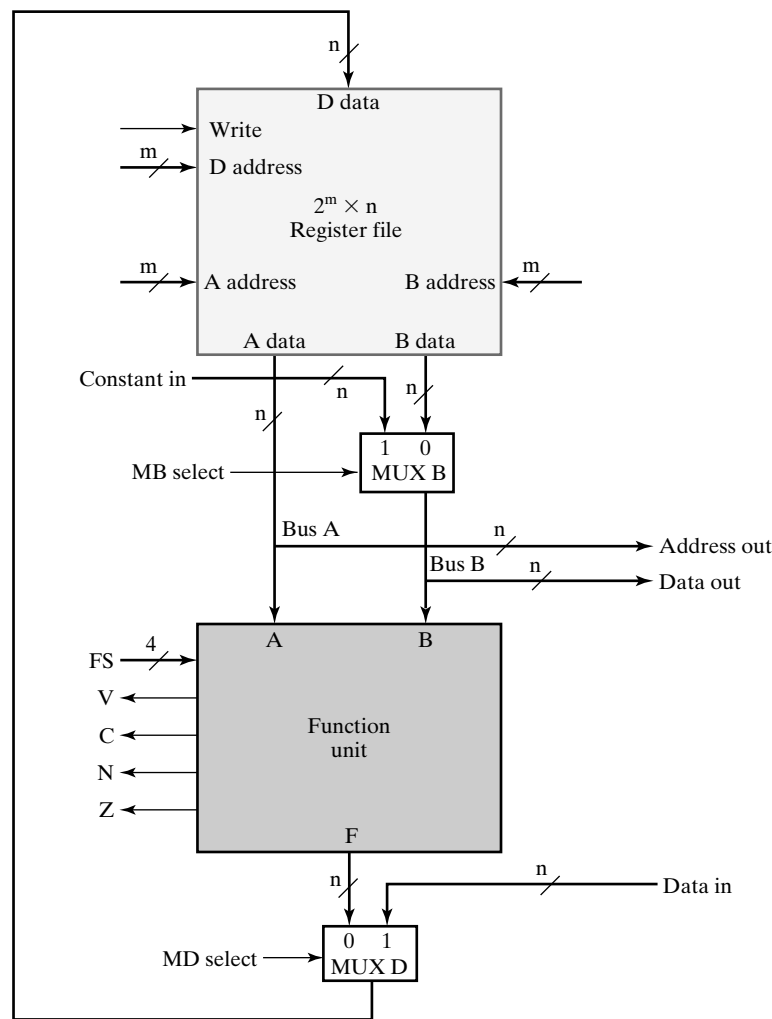 n
D data
Write
m
D address
2^m × n
Register file
m
A address
B address
m
A data
B data
Constant in
n
n
n
1 0
MB select
MUX B
Bus A
n
Address out
Bus B
n
Data out
A
B
FS
4
V
Function
unit
C
N
Z
F
n
n
Data in
0 1
MD select
MUX D